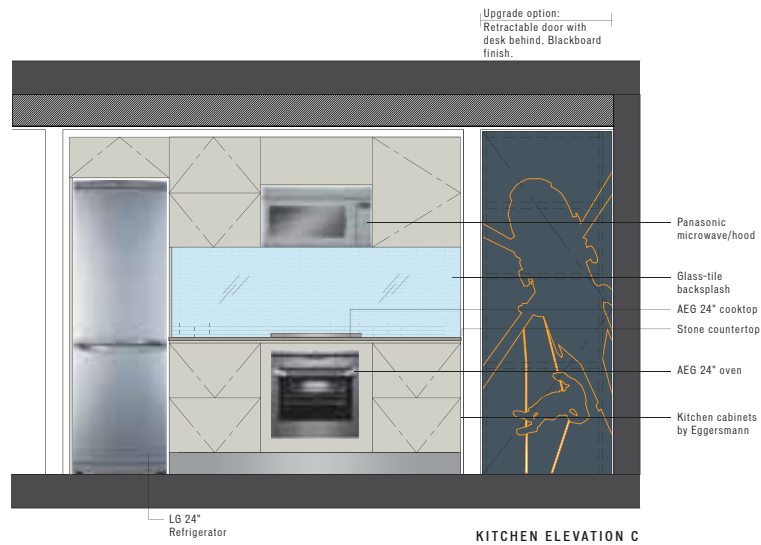 Upgrade option:
Retractable door with
desk behind. Blackboard
finish.
Panasonic
microwave/hood
Glass-tile
backsplash
AEG 24" cooktop
Stone countertop
AEG 24" oven
Kitchen cabinets
by Eggersmann
LG 24"
Refrigerator
KITCHEN ELEVATION C